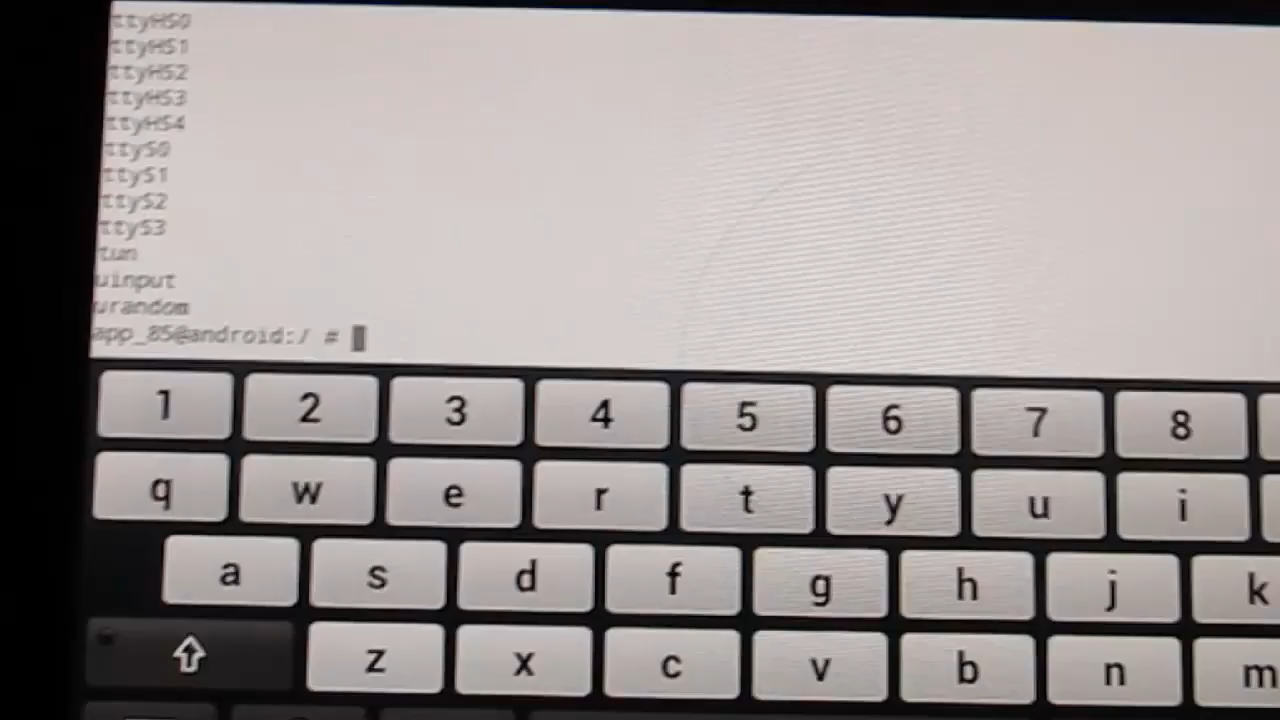 ttyHS0
ttyHS1
ttyHS2
ttyHS3
ttyHS4
ttyS0
ttyS1
ttyS2
ttyS3
tun
uinput
urandom
app_85@android:/ #
1 2 3 4 5 6 7 8
q w e r t y u i
a s d f g h j k
z x c v b n m